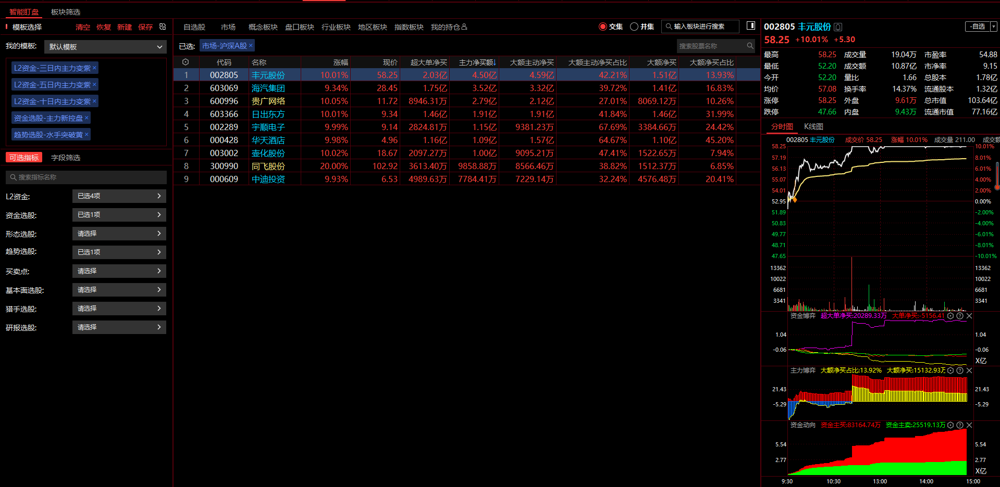 智能盯盘 板块筛选
模板选择 清空 恢复 新建 保存
我的模板: 默认模板
L2资金-三日内主力变紫×
L2资金-五日内主力变紫×
L2资金-十日内主力变紫×
资金选股-主力新控盘×
趋势选股-水手突破黄×
可选指标 字段筛选
搜索指标名称
L2资金: 已选4项
资金选股: 已选1项
形态选股: 请选择
趋势选股: 已选1项
买卖点: 请选择
基本面选股: 请选择
猎手选股: 请选择
研报选股: 请选择
自选股 市场 概念板块 盘口板块 行业板块 地区板块 指数板块 我的持仓 交集 并集 输入板块进行搜索
已选: 市场-沪深A股× 搜索股票名称
代码 名称 涨幅 现价 超大单净买 主力净买额↓ 大额主动净买 大额主动净买占比 大额净买 大额净买占比
1 002805 丰元股份 10.01% 58.25 2.03亿 4.50亿 4.59亿 42.21% 1.51亿 13.93%
2 603069 海汽集团 9.34% 28.45 1.75亿 3.52亿 3.32亿 39.72% 1.41亿 16.83%
3 600996 贵广网络 10.05% 11.72 8946.31万 2.79亿 2.12亿 27.01% 8069.12万 10.26%
4 603366 日出东方 10.01% 9.34 1.46亿 1.91亿 1.91亿 41.84% 1.46亿 31.99%
5 002289 宇顺电子 9.99% 9.14 2824.81万 1.15亿 9381.23万 67.69% 3384.66万 24.42%
6 000428 华天酒店 9.98% 4.96 1.16亿 1.09亿 1.57亿 64.67% 1.10亿 45.20%
7 003002 壶化股份 10.02% 18.67 2097.27万 1.00亿 9095.21万 47.41% 1522.65万 7.94%
8 300990 同飞股份 20.00% 102.92 3613.40万 9858.88万 8566.46万 38.82% 1512.37万 6.85%
9 000609 中迪投资 9.93% 6.53 4989.63万 7784.41万 7229.14万 32.24% 4576.48万 20.41%
002805 丰元股份 -自选
58.25 +10.01% +5.30
最高 58.25 成交量 19.04万 市盈率 54.88
最低 52.20 成交额 10.87亿 市净率 9.15
今开 52.20 量比 1.66 总股本 1.78亿
均价 57.08 换手率 14.37% 流通股本 1.32亿
涨停 58.25 外盘 9.61万 总市值 103.64亿
跌停 47.66 内盘 9.43万 流通市值 77.16亿
分时图 K线图
002805 丰元股份 成交价 58.25 涨幅 10.01% 成交量 211.00 成交额
58.25 10.01%
57.19 8.01%
56.13 6.01%
55.07 4.00%
54.01 2.00%
52.95 0.00%
51.89 -2.00%
50.83 -4.00%
49.77 -6.01%
48.71 -8.01%
47.65 -10.01%
13362 13362
10022 10022
6681 6681
3341 3341
资金博弈 超大单净买:20289.33万 大单净买:-5156.41
1.04 1.04
-0.06 -0.06
X亿
主力博弈 大额净买占比:13.92% 大额净买:15132.93万
21.43 21.43
-5.29 -5.29
资金动向 资金主买:83164.74万 资金主卖:25519.13万
5.54 5.54
2.77 2.77
X亿
9:30 10:30 13:00 14:00 15:00